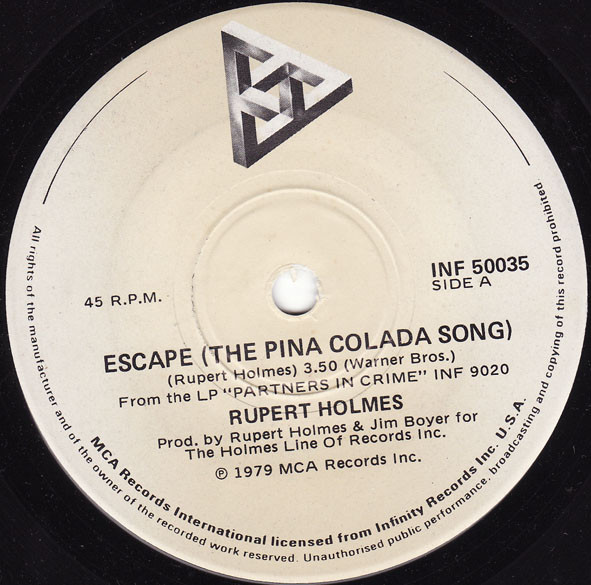 45 R.P.M.
INF 50035
SIDE A
ESCAPE (THE PINA COLADA SONG)
(Rupert Holmes) 3.50 (Warner Bros.)
From the LP "PARTNERS IN CRIME" INF 9020
RUPERT HOLMES
Prod. by Rupert Holmes & Jim Boyer for
The Holmes Line Of Records Inc.
℗ 1979 MCA Records Inc.
MCA Records International licensed from Infinity Records Inc. U.S.A.
All rights of the manufacturer and of the owner of the recorded work reserved. Unauthorised public performance, broadcasting and copying of this record prohibited.